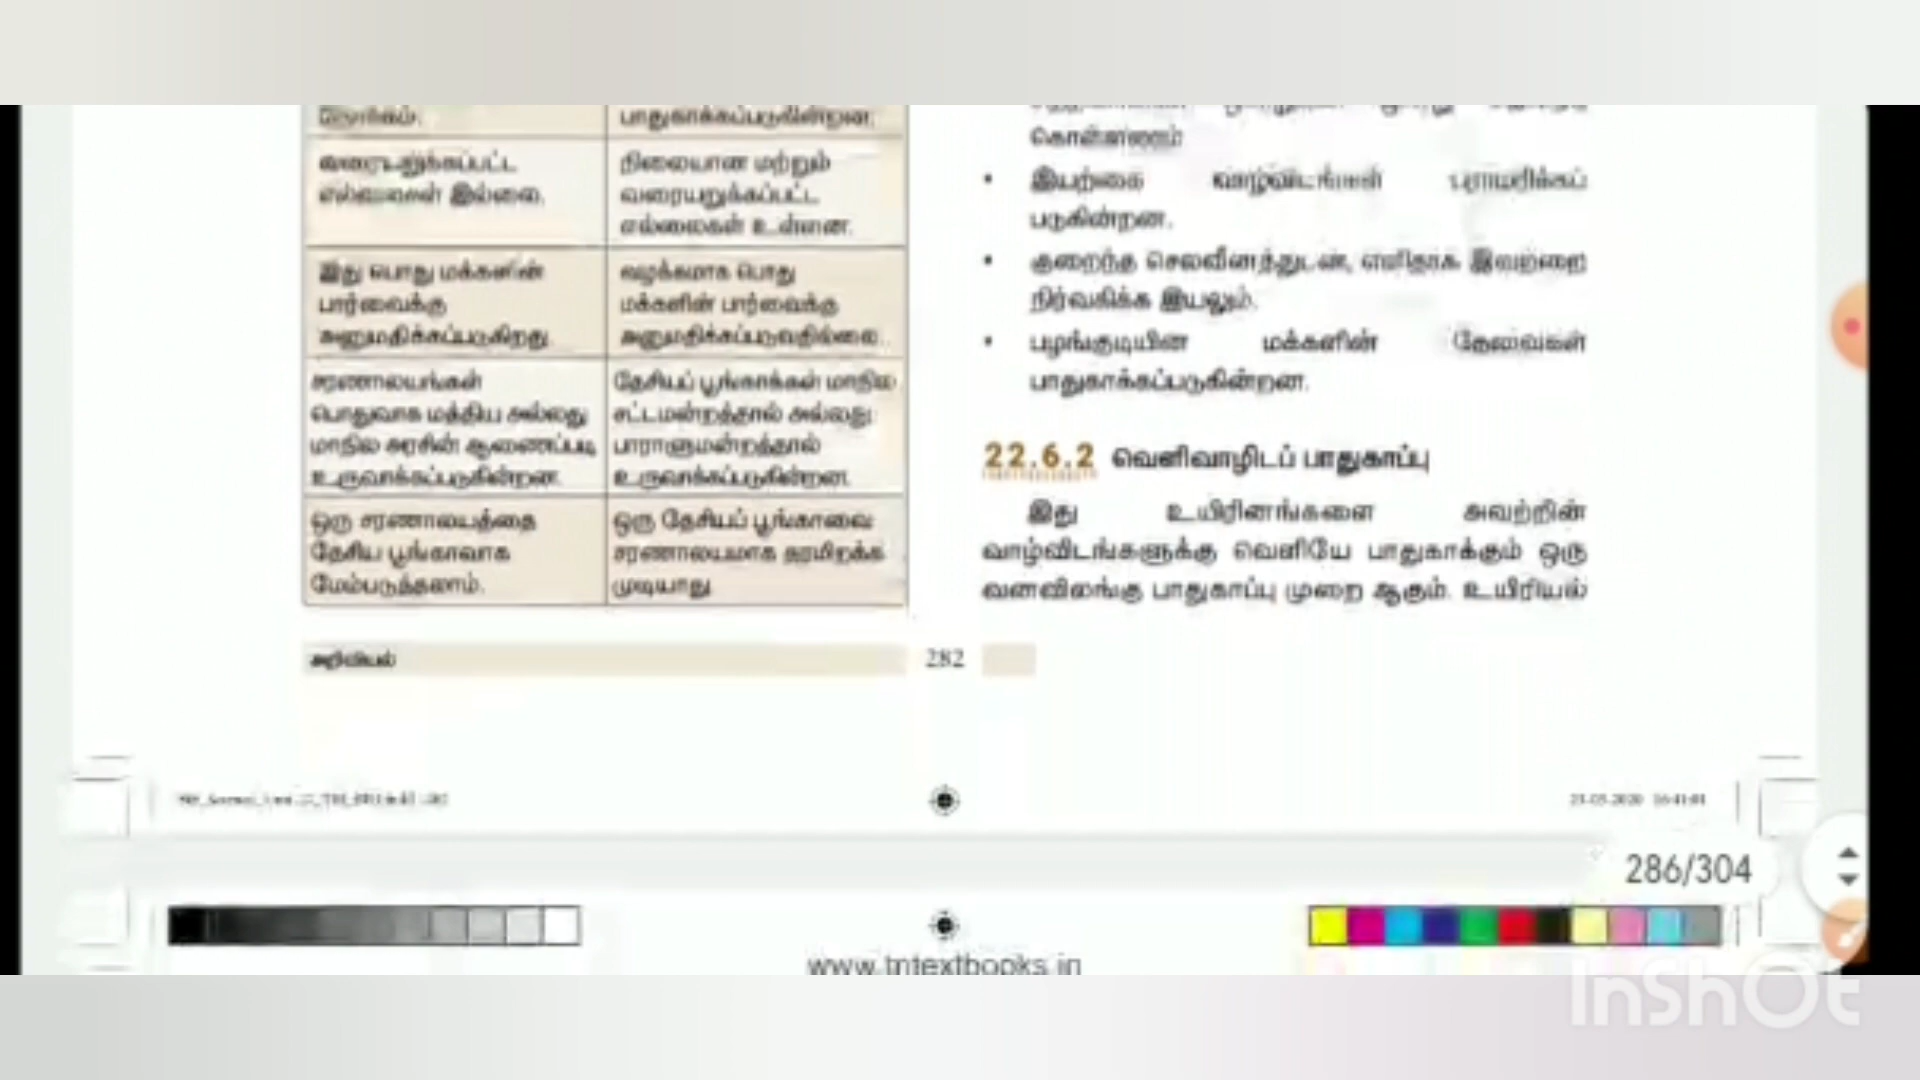 நோக்கம்.
பாதுகாக்கப்படுகின்றன.
வரையறுக்கப்பட்ட
எல்லைகள் இல்லை.
நிலையான மற்றும்
வரையறுக்கப்பட்ட
எல்லைகள் உள்ளன.
இது பொது மக்களின்
பார்வைக்கு
அனுமதிக்கப்படுகிறது
வழக்கமாக பொது
மக்களின் பார்வைக்கு
அனுமதிக்கப்படுவதில்லை.
சரணாலயங்கள்
பொதுவாக மத்திய அல்லது
மாநில அரசின் ஆணைப்படி
உருவாக்கப்படுகின்றன.
தேசியப் பூங்காக்கள் மாநில
சட்டமன்றத்தால் அல்லது
பாராளுமன்றத்தால்
உருவாக்கப்படுகின்றன.
ஒரு சரணாலயத்தை
தேசிய பூங்காவாக
மேம்படுத்தலாம்.
ஒரு தேசியப் பூங்காவை
சரணாலயமாக தரமிறக்க
முடியாது
அறிவியல்
282
கொள்ளலாம்
• இயற்கை வாழ்விடங்கள் பராமரிக்கப்
படுகின்றன.
• குறைந்த செலவினத்துடன், எளிதாக இவற்றை
நிர்வகிக்க இயலும்.
• பழங்குடியின மக்களின் தேவைகள்
பாதுகாக்கப்படுகின்றன.
22.6.2 வெளிவாழிடப் பாதுகாப்பு
இது உயிரினங்களை அவற்றின்
வாழ்விடங்களுக்கு வெளியே பாதுகாக்கும் ஒரு
வனவிலங்கு பாதுகாப்பு முறை ஆகும். உயிரியல்
286/304
www.tntextbooks.in
InShOt